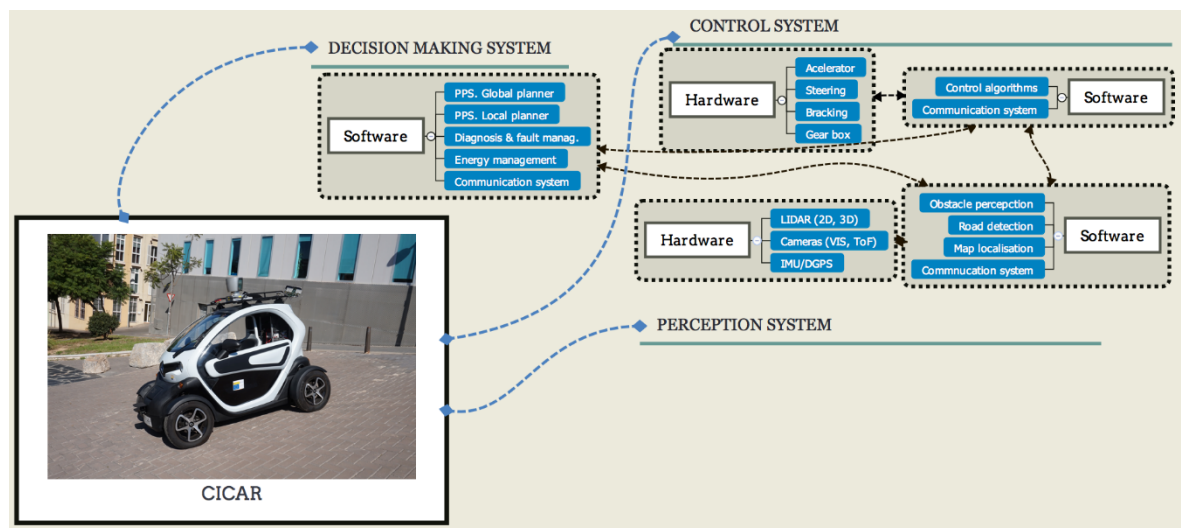 DECISION MAKING SYSTEM
Software
PPS. Global planner
PPS. Local planner
Diagnosis & fault manag.
Energy management
Communication system
CONTROL SYSTEM
Hardware
Acelerator
Steering
Bracking
Gear box
Control algorithms
Communication system
Software
Hardware
LIDAR (2D, 3D)
Cameras (VIS, ToF)
IMU/DGPS
Obstacle perepction
Road detection
Map localisation
Commnucation system
Software
PERCEPTION SYSTEM
CICAR